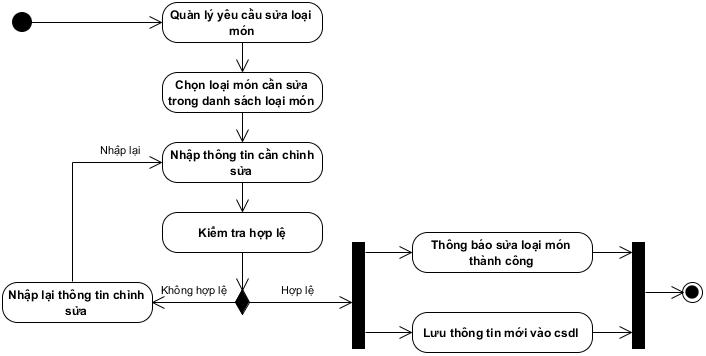 Quản lý yêu cầu sửa loại
món
Chọn loại món cần sửa
trong danh sách loại món
Nhập lại
Nhập thông tin cần chỉnh
sửa
Kiểm tra hợp lệ
Thông báo sửa loại món
thành công
Nhập lại thông tin chỉnh
sửa
Không hợp lệ
Hợp lệ
Lưu thông tin mới vào csdl